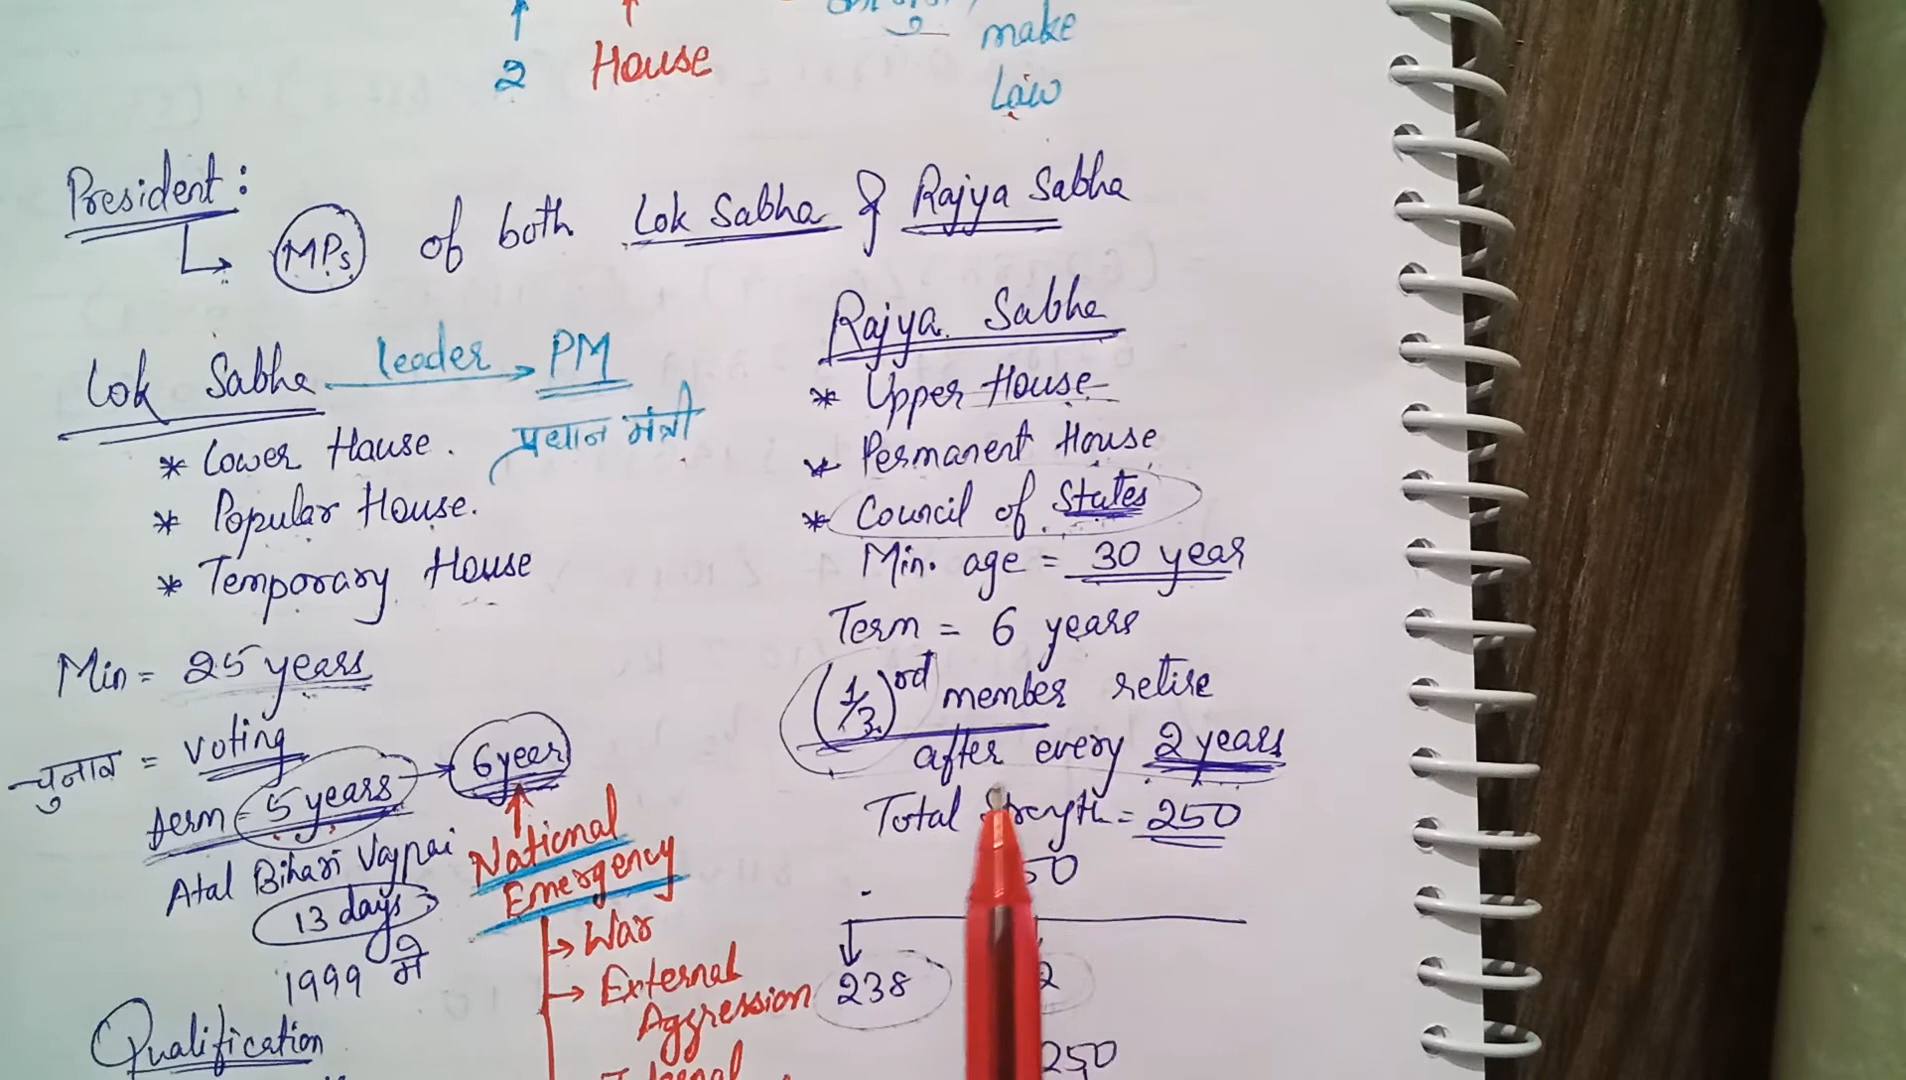 2 House
make
law
President:
MPs of both Lok Sabha & Rajya Sabha
Lok Sabha leader PM
प्रधान मंत्री
* Lower House.
* Popular House.
* Temporary House
Min = 25 years
चुनाव = voting
term = 5 years → 6 year
Atal Bihari Vajpai
13 days
1999 में
Qualification
National
Emergency
→ War
→ External
Aggression
Rajya Sabha
* Upper House
* Permanent House
* Council of States
Min. age = 30 year
Term = 6 years
(1/3)rd member retire
after every 2 years
Total Strength = 250
50
238 2
250